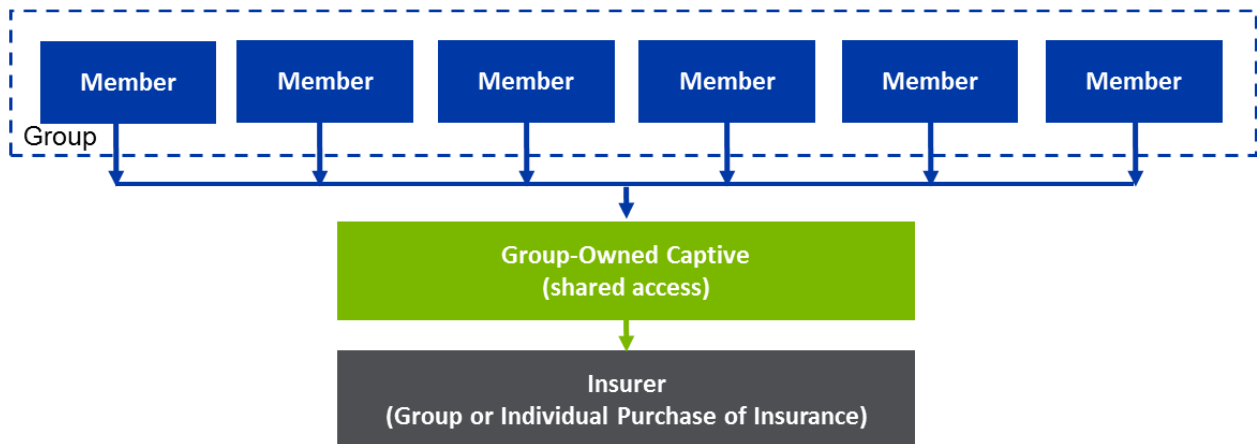 Member
Member
Member
Member
Member
Member
Group
Group-Owned Captive
(shared access)
Insurer
(Group or Individual Purchase of Insurance)